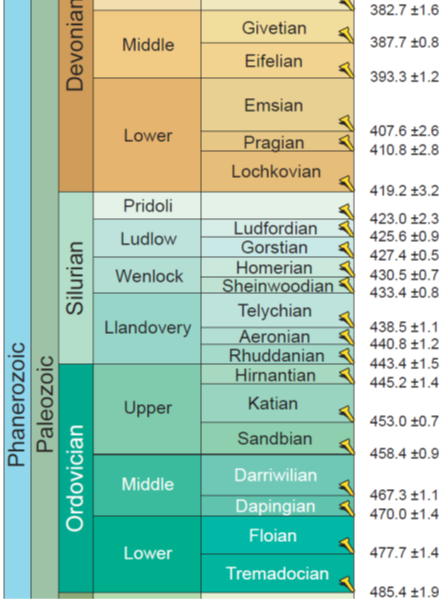 Phanerozoic
Paleozoic
Devonian
Middle
Lower
Givetian
Eifelian
Emsian
Pragian
Lochkovian
382.7 ±1.6
387.7 ±0.8
393.3 ±1.2
407.6 ±2.6
410.8 ±2.8
419.2 ±3.2
Silurian
Pridoli
Ludlow
Wenlock
Llandovery
Ludfordian
Gorstian
Homerian
Sheinwoodian
Telychian
Aeronian
Rhuddanian
423.0 ±2.3
425.6 ±0.9
427.4 ±0.5
430.5 ±0.7
433.4 ±0.8
438.5 ±1.1
440.8 ±1.2
443.4 ±1.5
Ordovician
Upper
Middle
Lower
Hirnantian
Katian
Sandbian
Darriwilian
Dapingian
Floian
Tremadocian
445.2 ±1.4
453.0 ±0.7
458.4 ±0.9
467.3 ±1.1
470.0 ±1.4
477.7 ±1.4
485.4 ±1.9